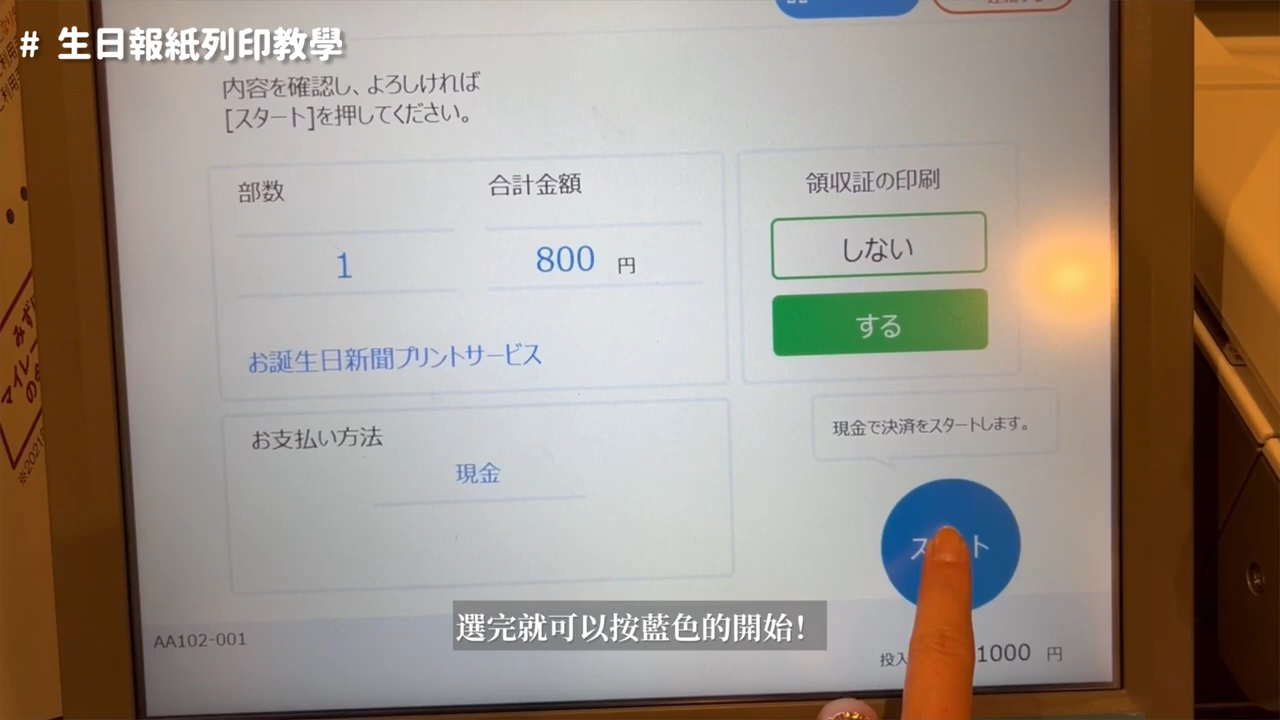 # 生日報紙列印教學
内容を確認し、よろしければ
[スタート]を押してください。
部数
合計金額
領収証の印刷
1
800 円
しない
する
お誕生日新聞プリントサービス
お支払い方法
現金
現金で決済をスタートします。
選完就可以按藍色的開始!
AA102-001
1000 円